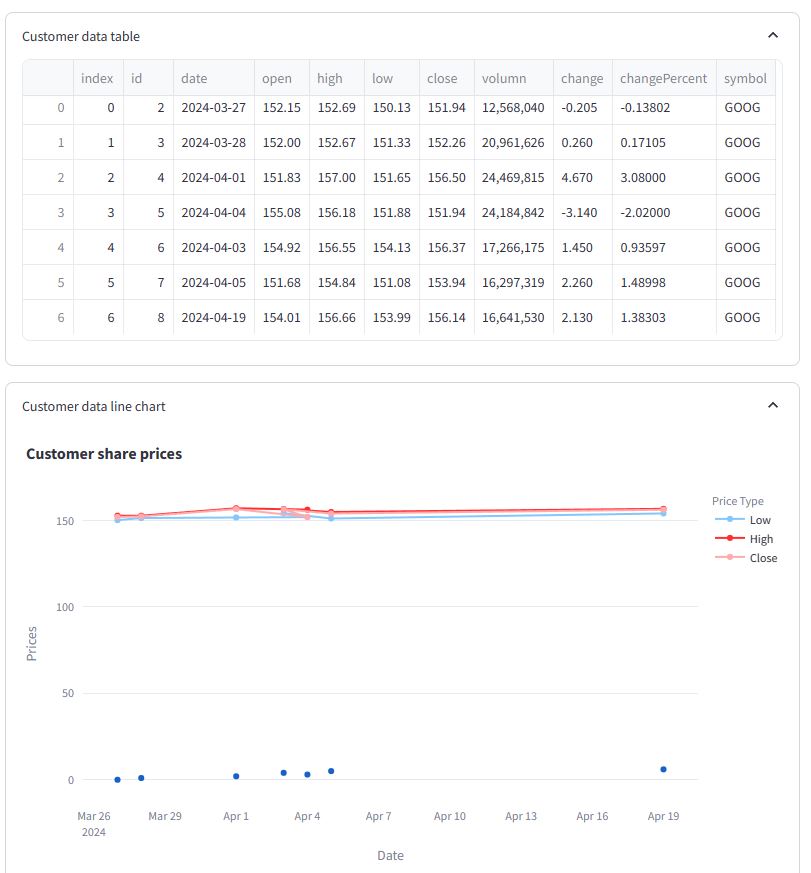 Customer data table
index id date open high low close volumn change changePercent symbol
0 0 2 2024-03-27 152.15 152.69 150.13 151.94 12,568,040 -0.205 -0.13802 GOOG
1 1 3 2024-03-28 152.00 152.67 151.33 152.26 20,961,626 0.260 0.17105 GOOG
2 2 4 2024-04-01 151.83 157.00 151.65 156.50 24,469,815 4.670 3.08000 GOOG
3 3 5 2024-04-04 155.08 156.18 151.88 151.94 24,184,842 -3.140 -2.02000 GOOG
4 4 6 2024-04-03 154.92 156.55 154.13 156.37 17,266,175 1.450 0.93597 GOOG
5 5 7 2024-04-05 151.68 154.84 151.08 153.94 16,297,319 2.260 1.48998 GOOG
6 6 8 2024-04-19 154.01 156.66 153.99 156.14 16,641,530 2.130 1.38303 GOOG
Customer data line chart
Customer share prices
Price Type
Low
High
Close
Prices
150
100
50
0
Mar 26 Mar 29 Apr 1 Apr 4 Apr 7 Apr 10 Apr 13 Apr 16 Apr 19
2024
Date